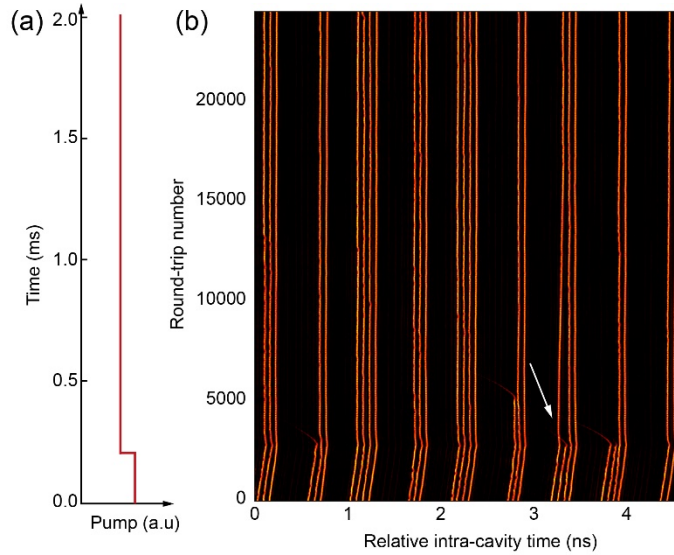 (a)
2.0
1.5
1.0
0.5
0.0
Time (ms)
Pump (a.u)
(b)
20000
15000
10000
5000
0
Round-trip number
0 1 2 3 4
Relative intra-cavity time (ns)